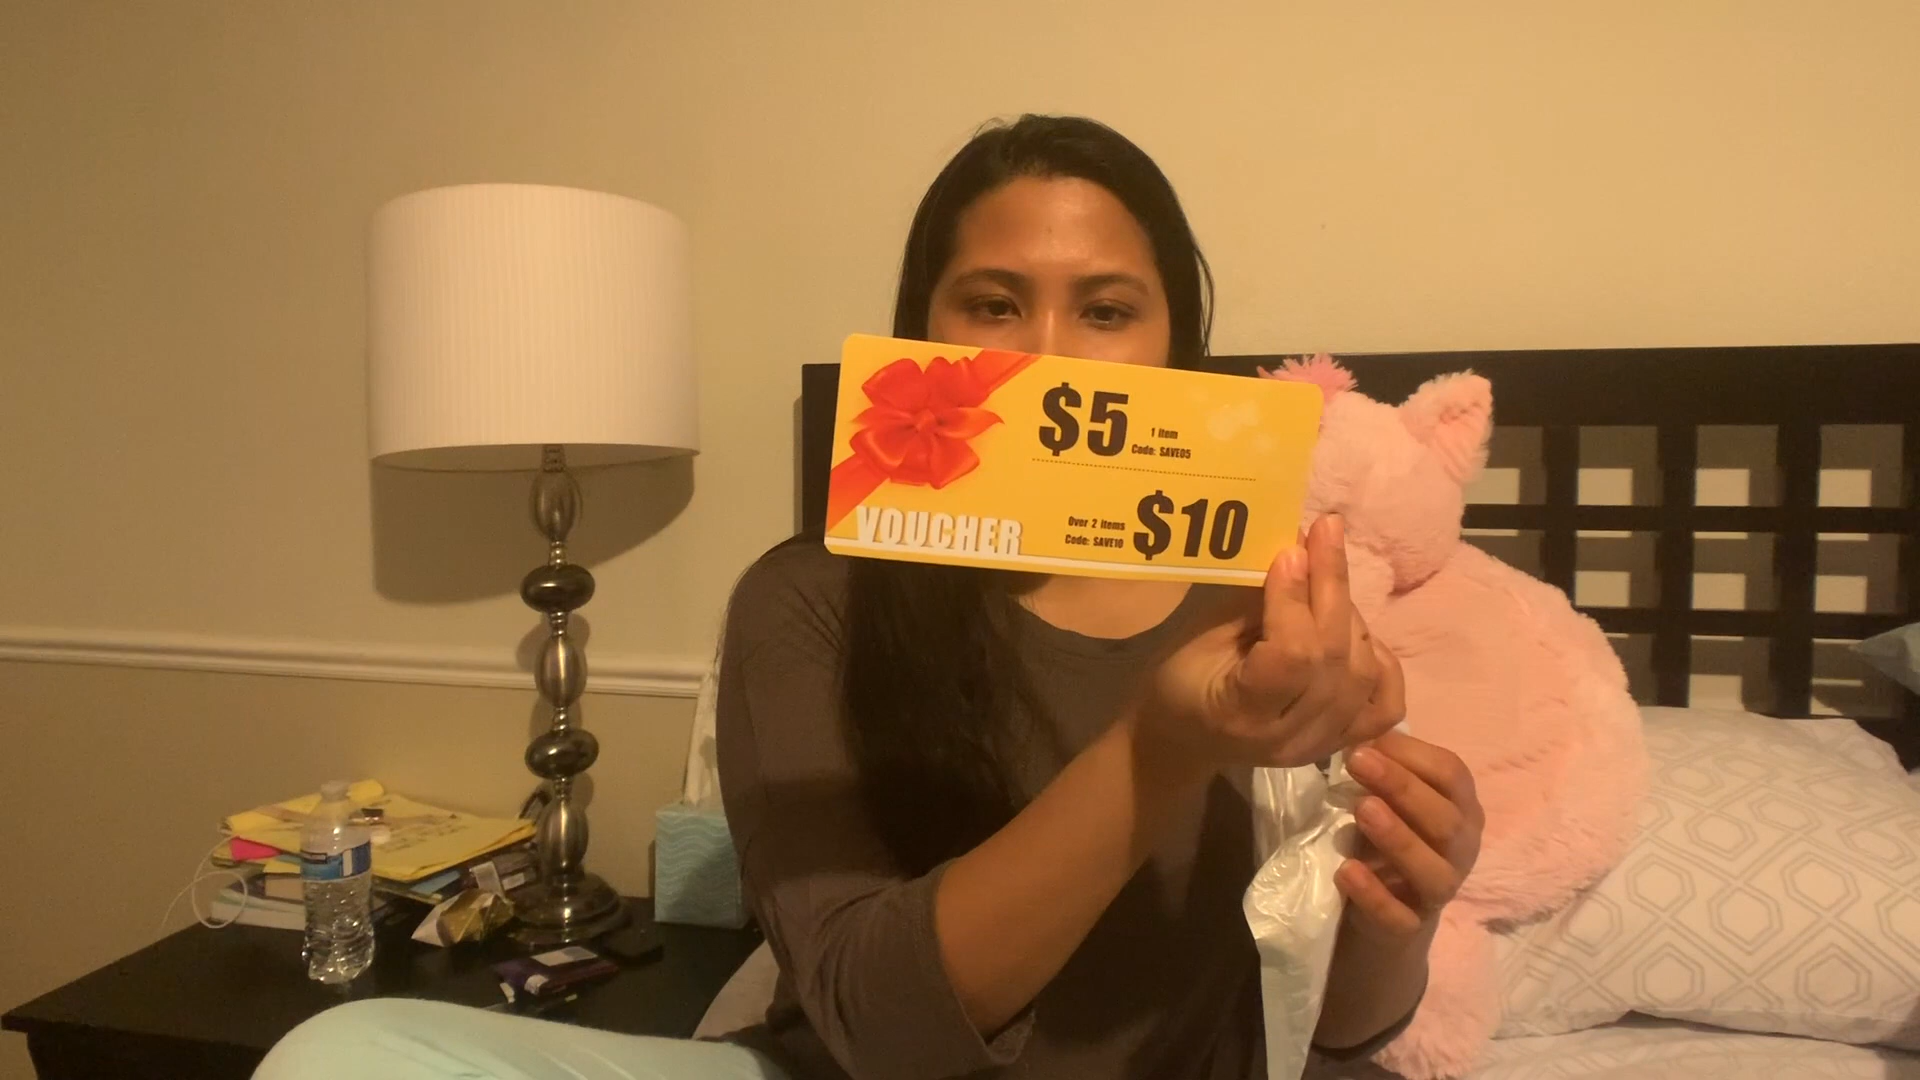 $5
1 item
Code: SAVE05
Over 2 items
Code: SAVE10
$10
VOUCHER